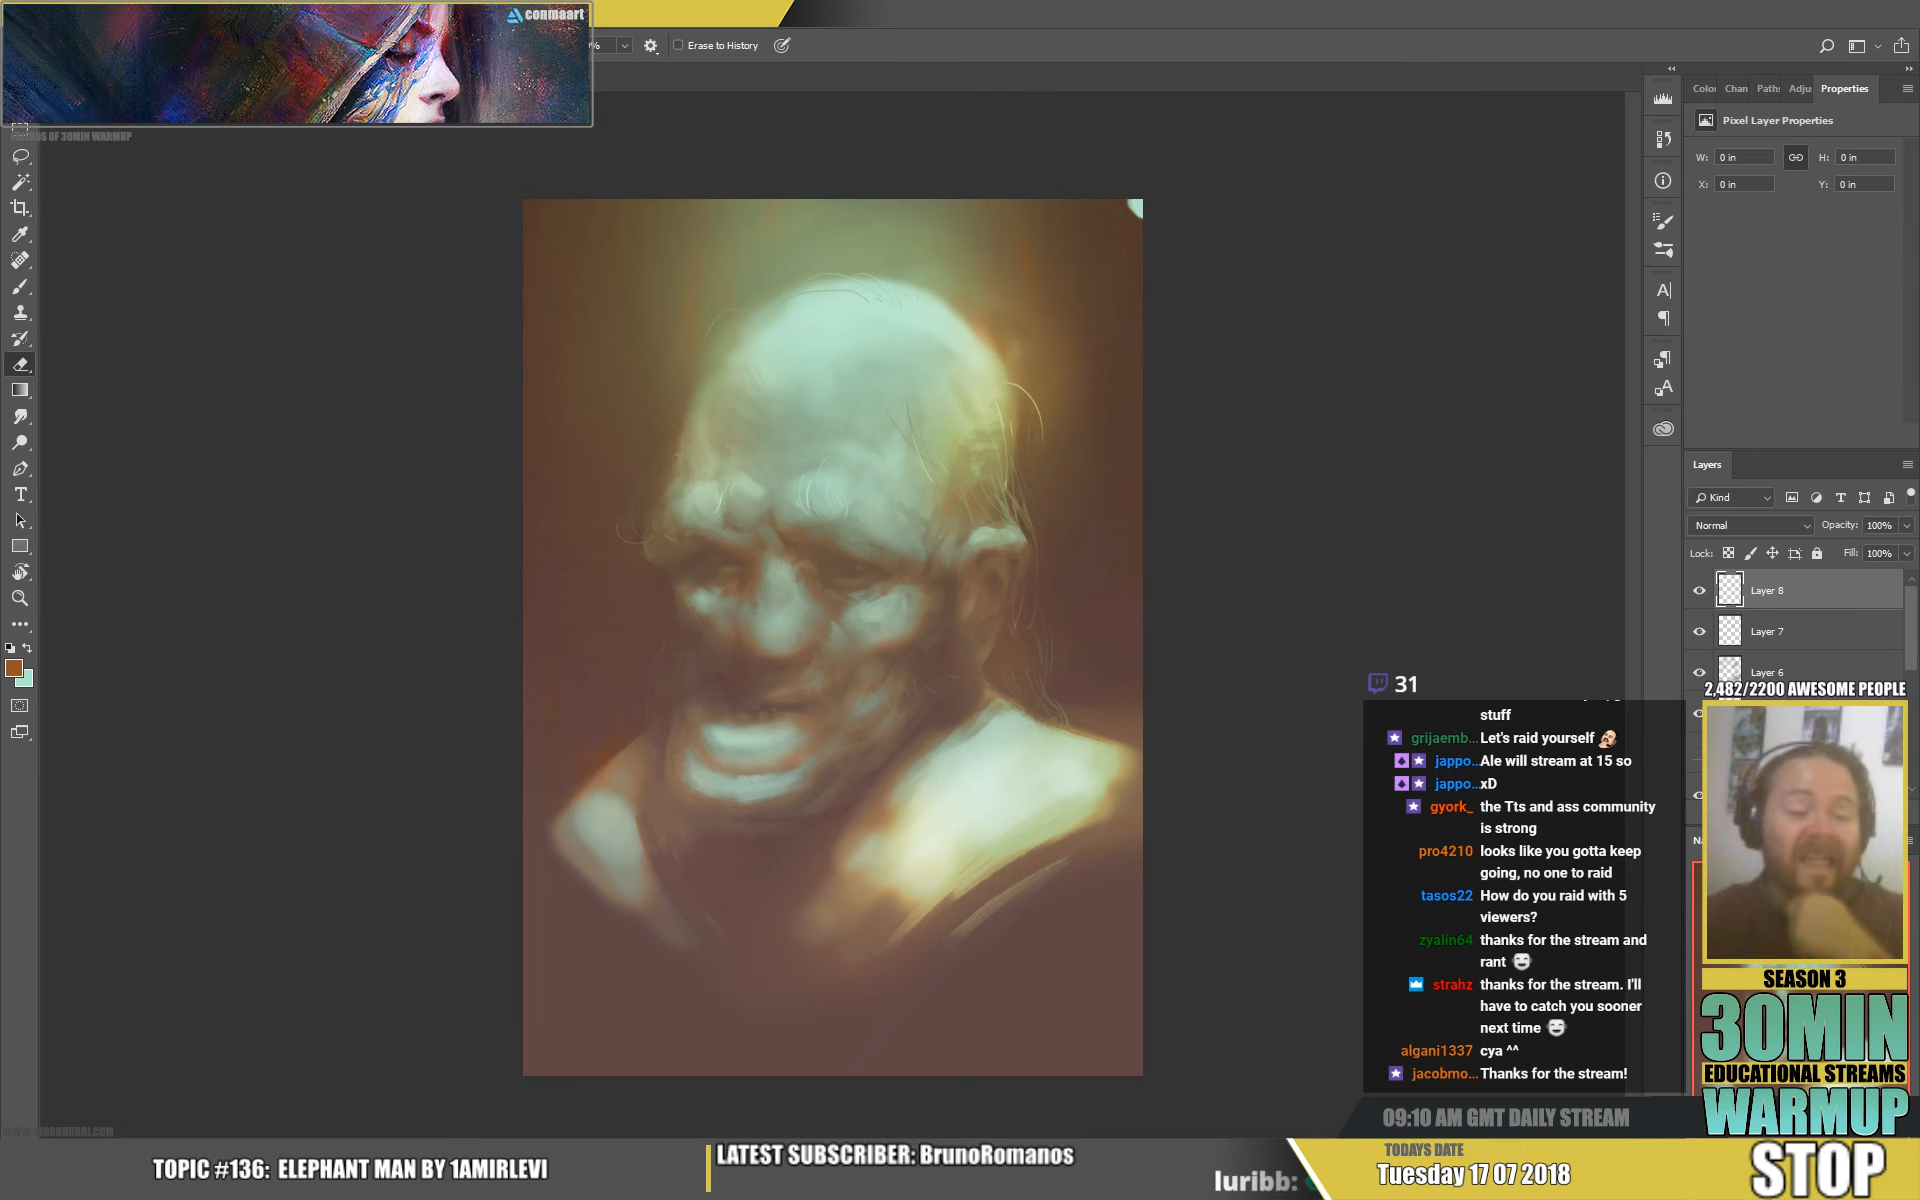 conmaart
%
Erase to History
OF 30MIN WARMUP
Chan
Paths
Properties
Pixel Layer Properties
W: 0 in
H: 0 in
X: 0 in
Y: 0 in
Layers
Kind
Normal
Opacity: 100%
Lock:
Fill: 100%
Layer 8
Layer 7
Layer 6
2,482/2200 AWESOME PEOPLE
31
stuff
grijaemb... Let's raid yourself
jappo... Ale will stream at 15 so
jappo... xD
gyork_ the Tts and ass community
is strong
pro4210 looks like you gotta keep
going, no one to raid
tasos22 How do you raid with 5
viewers?
zyalin64 thanks for the stream and
rant
strahz thanks for the stream. I'll
have to catch you sooner
next time
algani1337 cya ^^
jacobmo... Thanks for the stream!
SEASON 3
30MIN
EDUCATIONAL STREAMS
WARMUP
STOP
09:10 AM GMT DAILY STREAM
TOPIC #136: ELEPHANT MAN BY 1AMIRLEVI
LATEST SUBSCRIBER: BrunoRomanos
luribb:
TODAYS DATE
Tuesday 17 07 2018